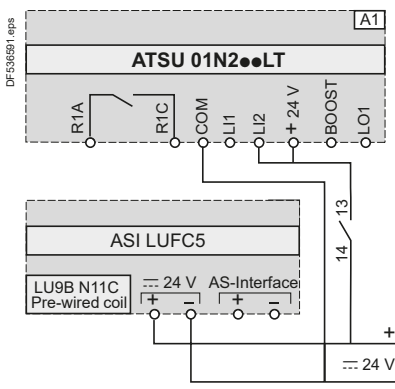 DF536591.eps
A1
ATSU 01N2●●LT
R1A
R1C
COM
LI1
LI2
+ 24 V
BOOST
LO1
13
14
ASI LUFC5
LU9B N11C
Pre-wired coil
⎓ 24 V
AS-Interface
+ – + –
+
⎓ 24 V